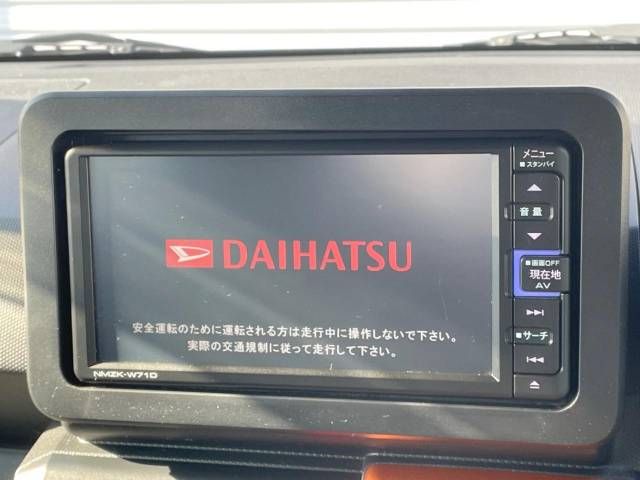 メニュー
■スタンバイ
音量
■画面OFF
現在地
AV
■サーチ
DAIHATSU
安全運転のために運転される方は走行中に操作しないで下さい。
実際の交通規制に従って走行して下さい。
NMZK-W71D